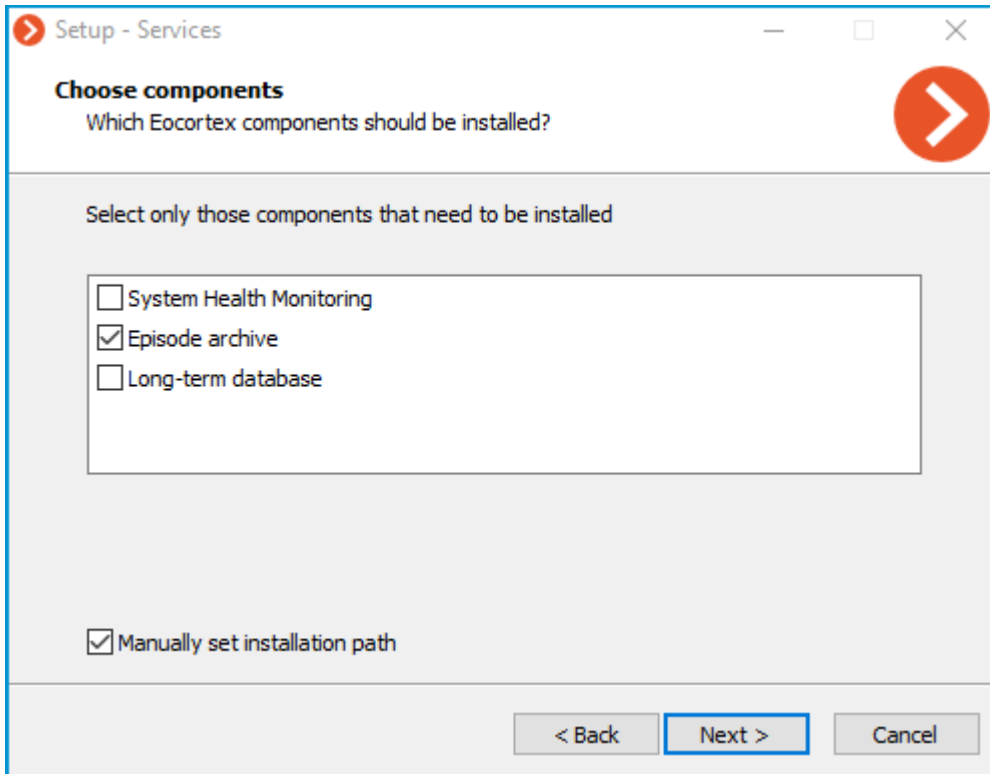 Setup - Services
Choose components
Which Eocortex components should be installed?
Select only those components that need to be installed
System Health Monitoring
Episode archive
Long-term database
Manually set installation path
< Back Next > Cancel